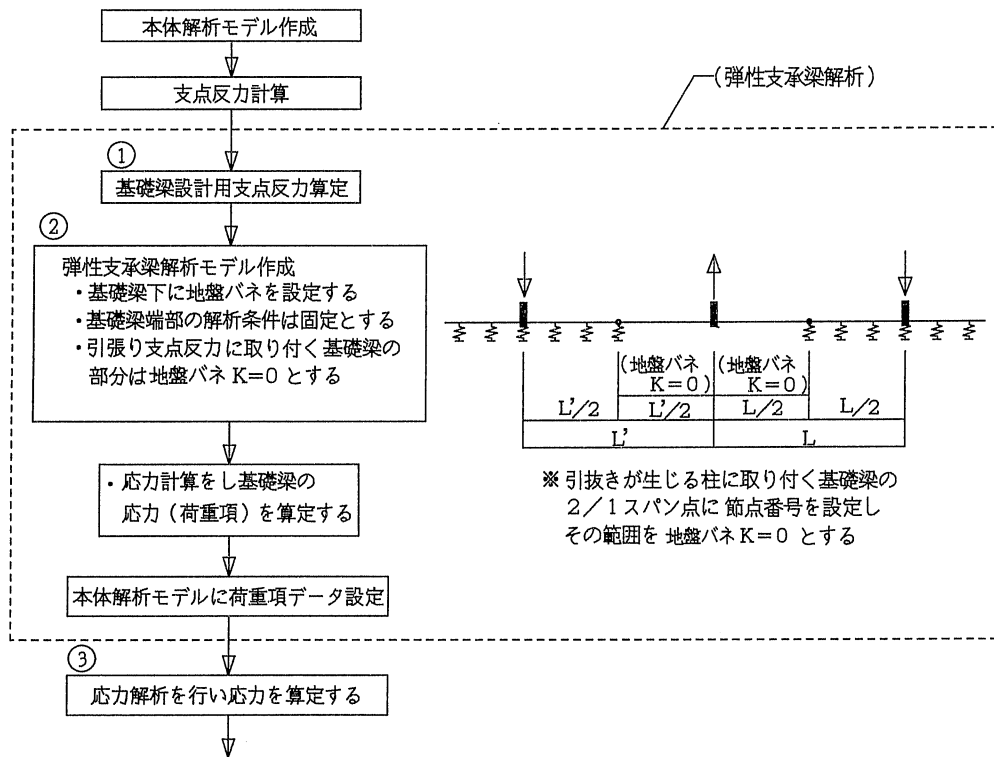 本体解析モデル作成
支点反力計算
(弾性支承梁解析)
①
基礎梁設計用支点反力算定
②
弾性支承梁解析モデル作成
・基礎梁下に地盤バネを設定する
・基礎梁端部の解析条件は固定とする
・引張り支点反力に取り付く基礎梁の
部分は地盤バネ K=0 とする
(地盤バネ
K=0)
(地盤バネ
K=0)
L'/2
L'/2
L/2
L/2
L'
L
※ 引抜きが生じる柱に取り付く基礎梁の
2/1スパン点に 節点番号を設定し
その範囲を 地盤バネK=0 とする
・応力計算をし基礎梁の
応力(荷重項)を算定する
本体解析モデルに荷重項データ設定
③
応力解析を行い応力を算定する